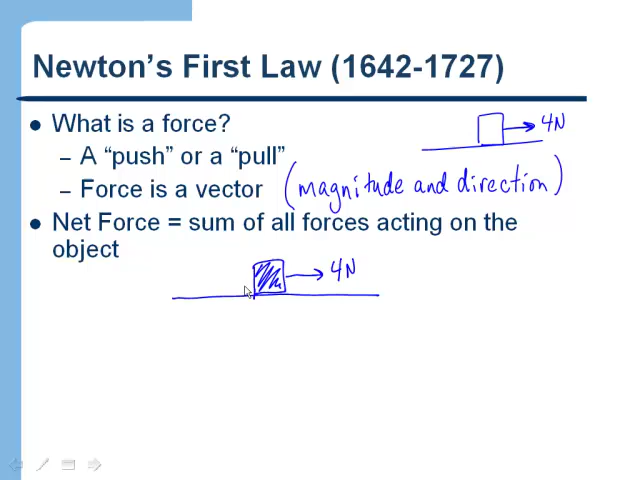 Newton's First Law (1642-1727)
What is a force?
4N
– A “push” or a “pull”
– Force is a vector (magnitude and direction)
Net Force = sum of all forces acting on the
object
4N